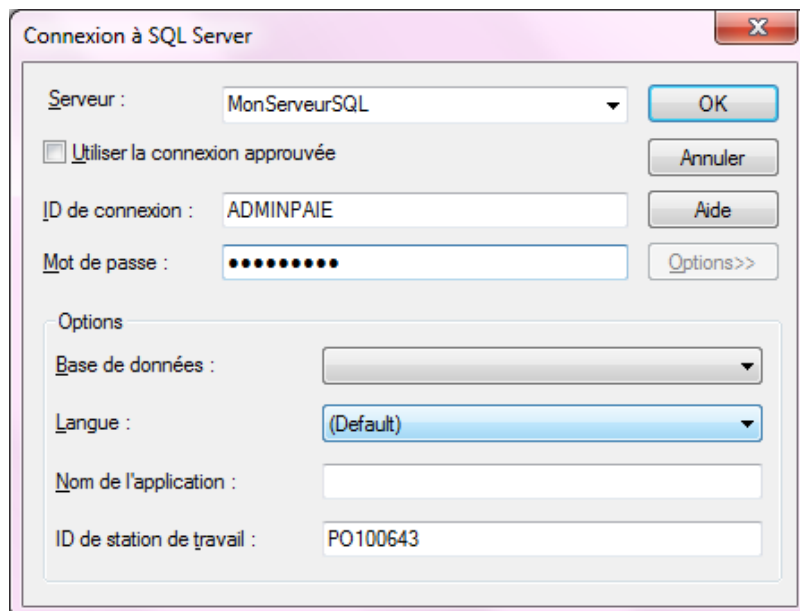 Connexion à SQL Server
Serveur : MonServeurSQL OK
Utiliser la connexion approuvée Annuler
ID de connexion : ADMINPAIE Aide
Mot de passe : ●●●●●●●●● Options>>
Options
Base de données :
Langue : (Default)
Nom de l'application :
ID de station de travail : PO100643